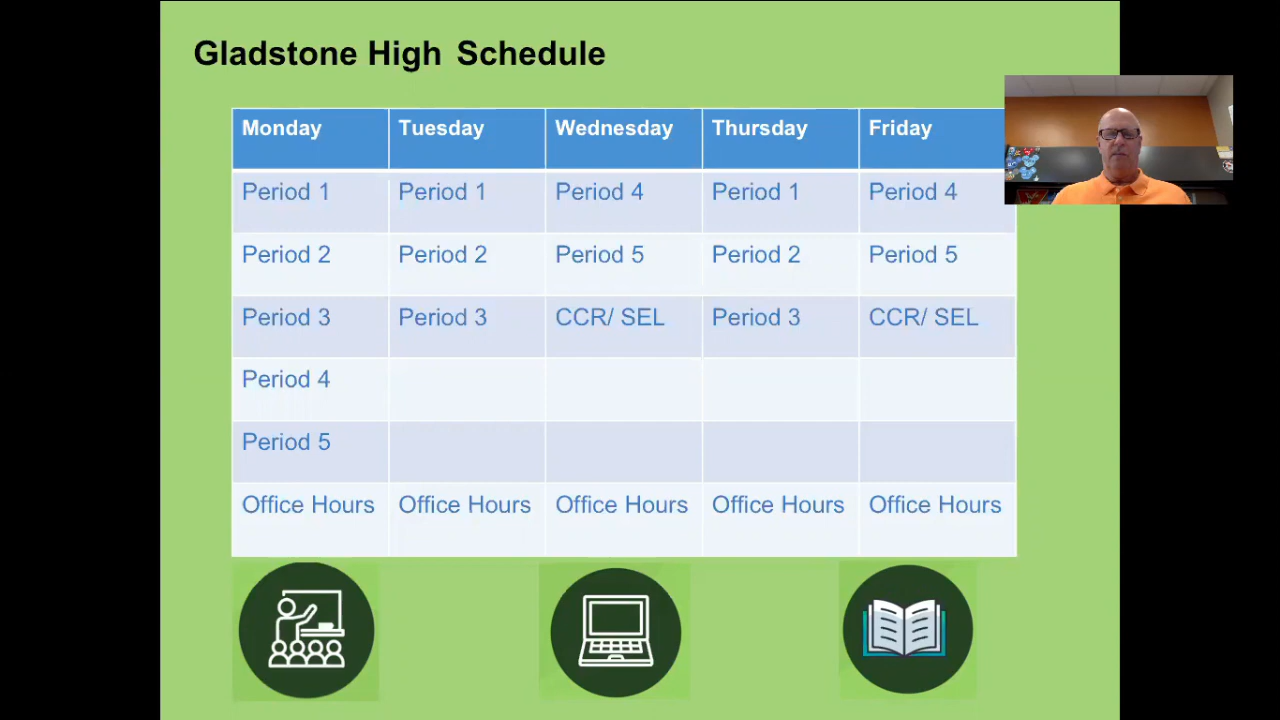 Gladstone High Schedule
Monday Tuesday Wednesday Thursday Friday
Period 1 Period 1 Period 4 Period 1 Period 4
Period 2 Period 2 Period 5 Period 2 Period 5
Period 3 Period 3 CCR/ SEL Period 3 CCR/ SEL
Period 4
Period 5
Office Hours Office Hours Office Hours Office Hours Office Hours